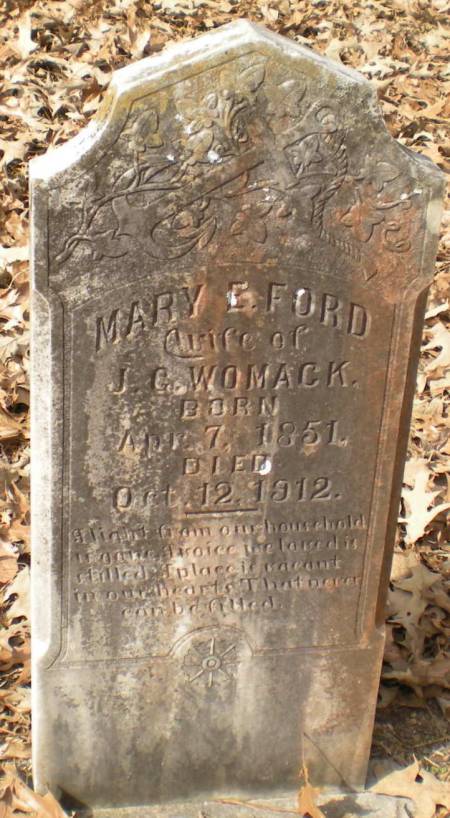 MARY E. FORD
wife of
J. C. WOMACK.
BORN
Apr. 7, 1851,
DIED
Oct. 12, 1912.
A light from our household
is gone, A voice we loved is
stilled, A place is vacant
in our hearts, That never
can be filled.